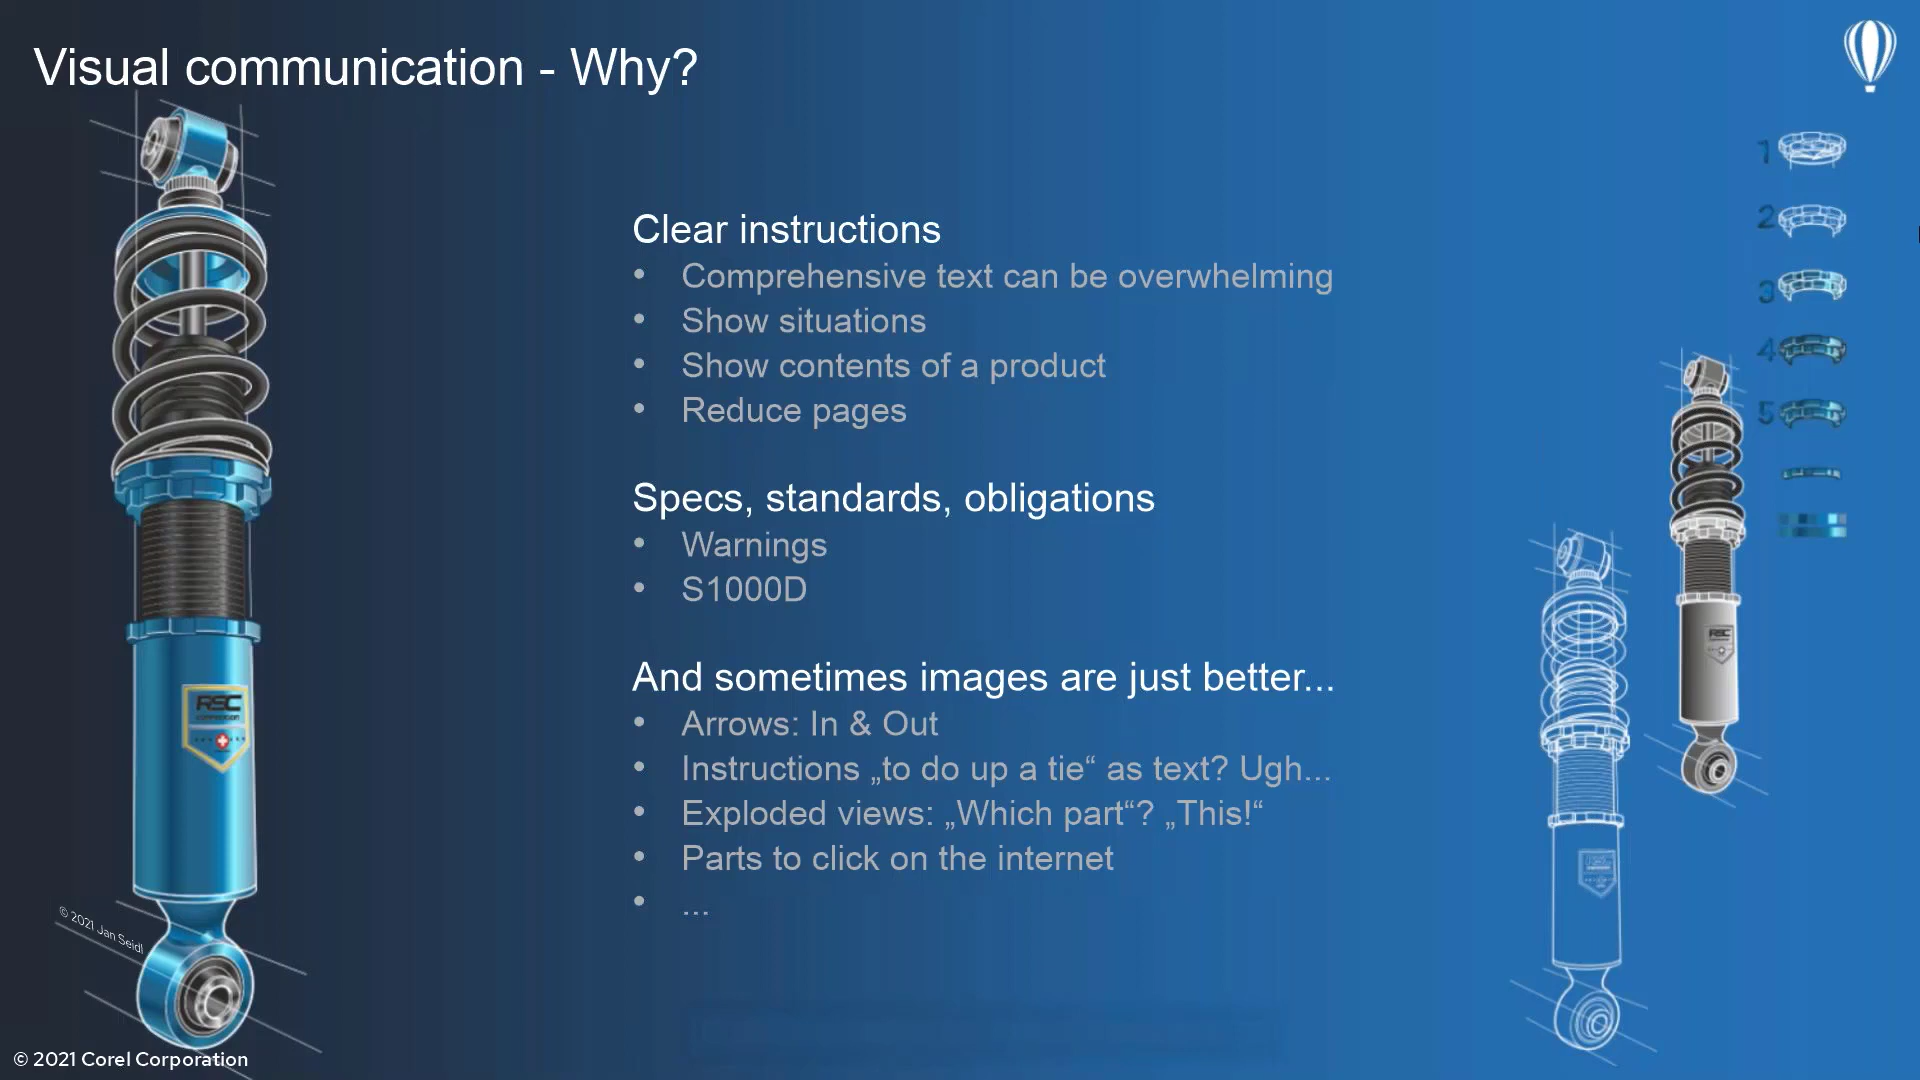 Visual communication - Why?
Clear instructions
• Comprehensive text can be overwhelming
• Show situations
• Show contents of a product
• Reduce pages
Specs, standards, obligations
• Warnings
• S1000D
And sometimes images are just better...
• Arrows: In & Out
• Instructions „to do up a tie“ as text? Ugh...
• Exploded views: „Which part“? „This!“
• Parts to click on the internet
• ...
1
2
3
4
5
RSC
RSC
© 2021 Jan Seidl
© 2021 Corel Corporation